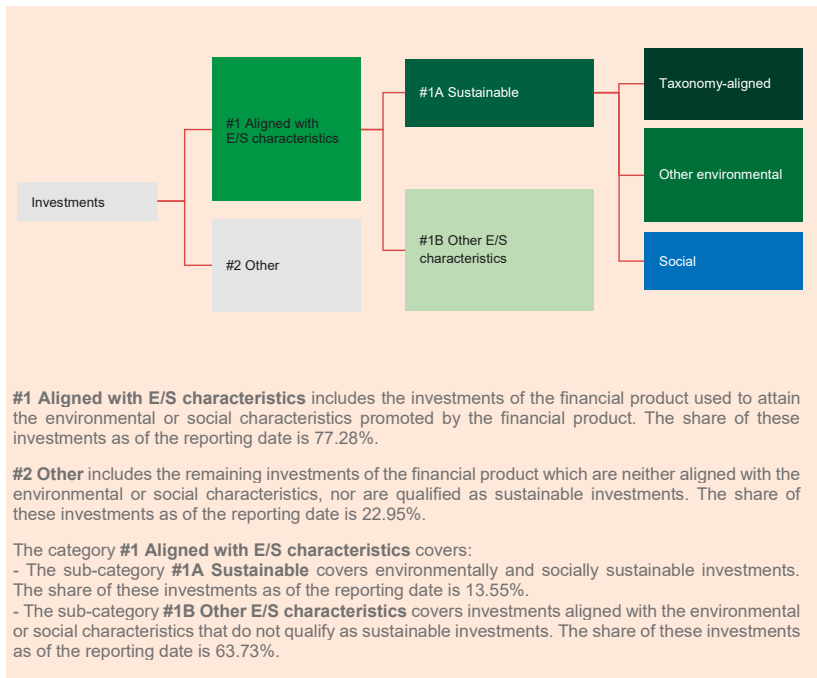 Investments
#1 Aligned with
E/S characteristics
#2 Other
#1A Sustainable
#1B Other E/S
characteristics
Taxonomy-aligned
Other environmental
Social
#1 Aligned with E/S characteristics includes the investments of the financial product used to attain
the environmental or social characteristics promoted by the financial product. The share of these
investments as of the reporting date is 77.28%.
#2 Other includes the remaining investments of the financial product which are neither aligned with the
environmental or social characteristics, nor are qualified as sustainable investments. The share of
these investments as of the reporting date is 22.95%.
The category #1 Aligned with E/S characteristics covers:
- The sub-category #1A Sustainable covers environmentally and socially sustainable investments.
The share of these investments as of the reporting date is 13.55%.
- The sub-category #1B Other E/S characteristics covers investments aligned with the environmental
or social characteristics that do not qualify as sustainable investments. The share of these investments
as of the reporting date is 63.73%.